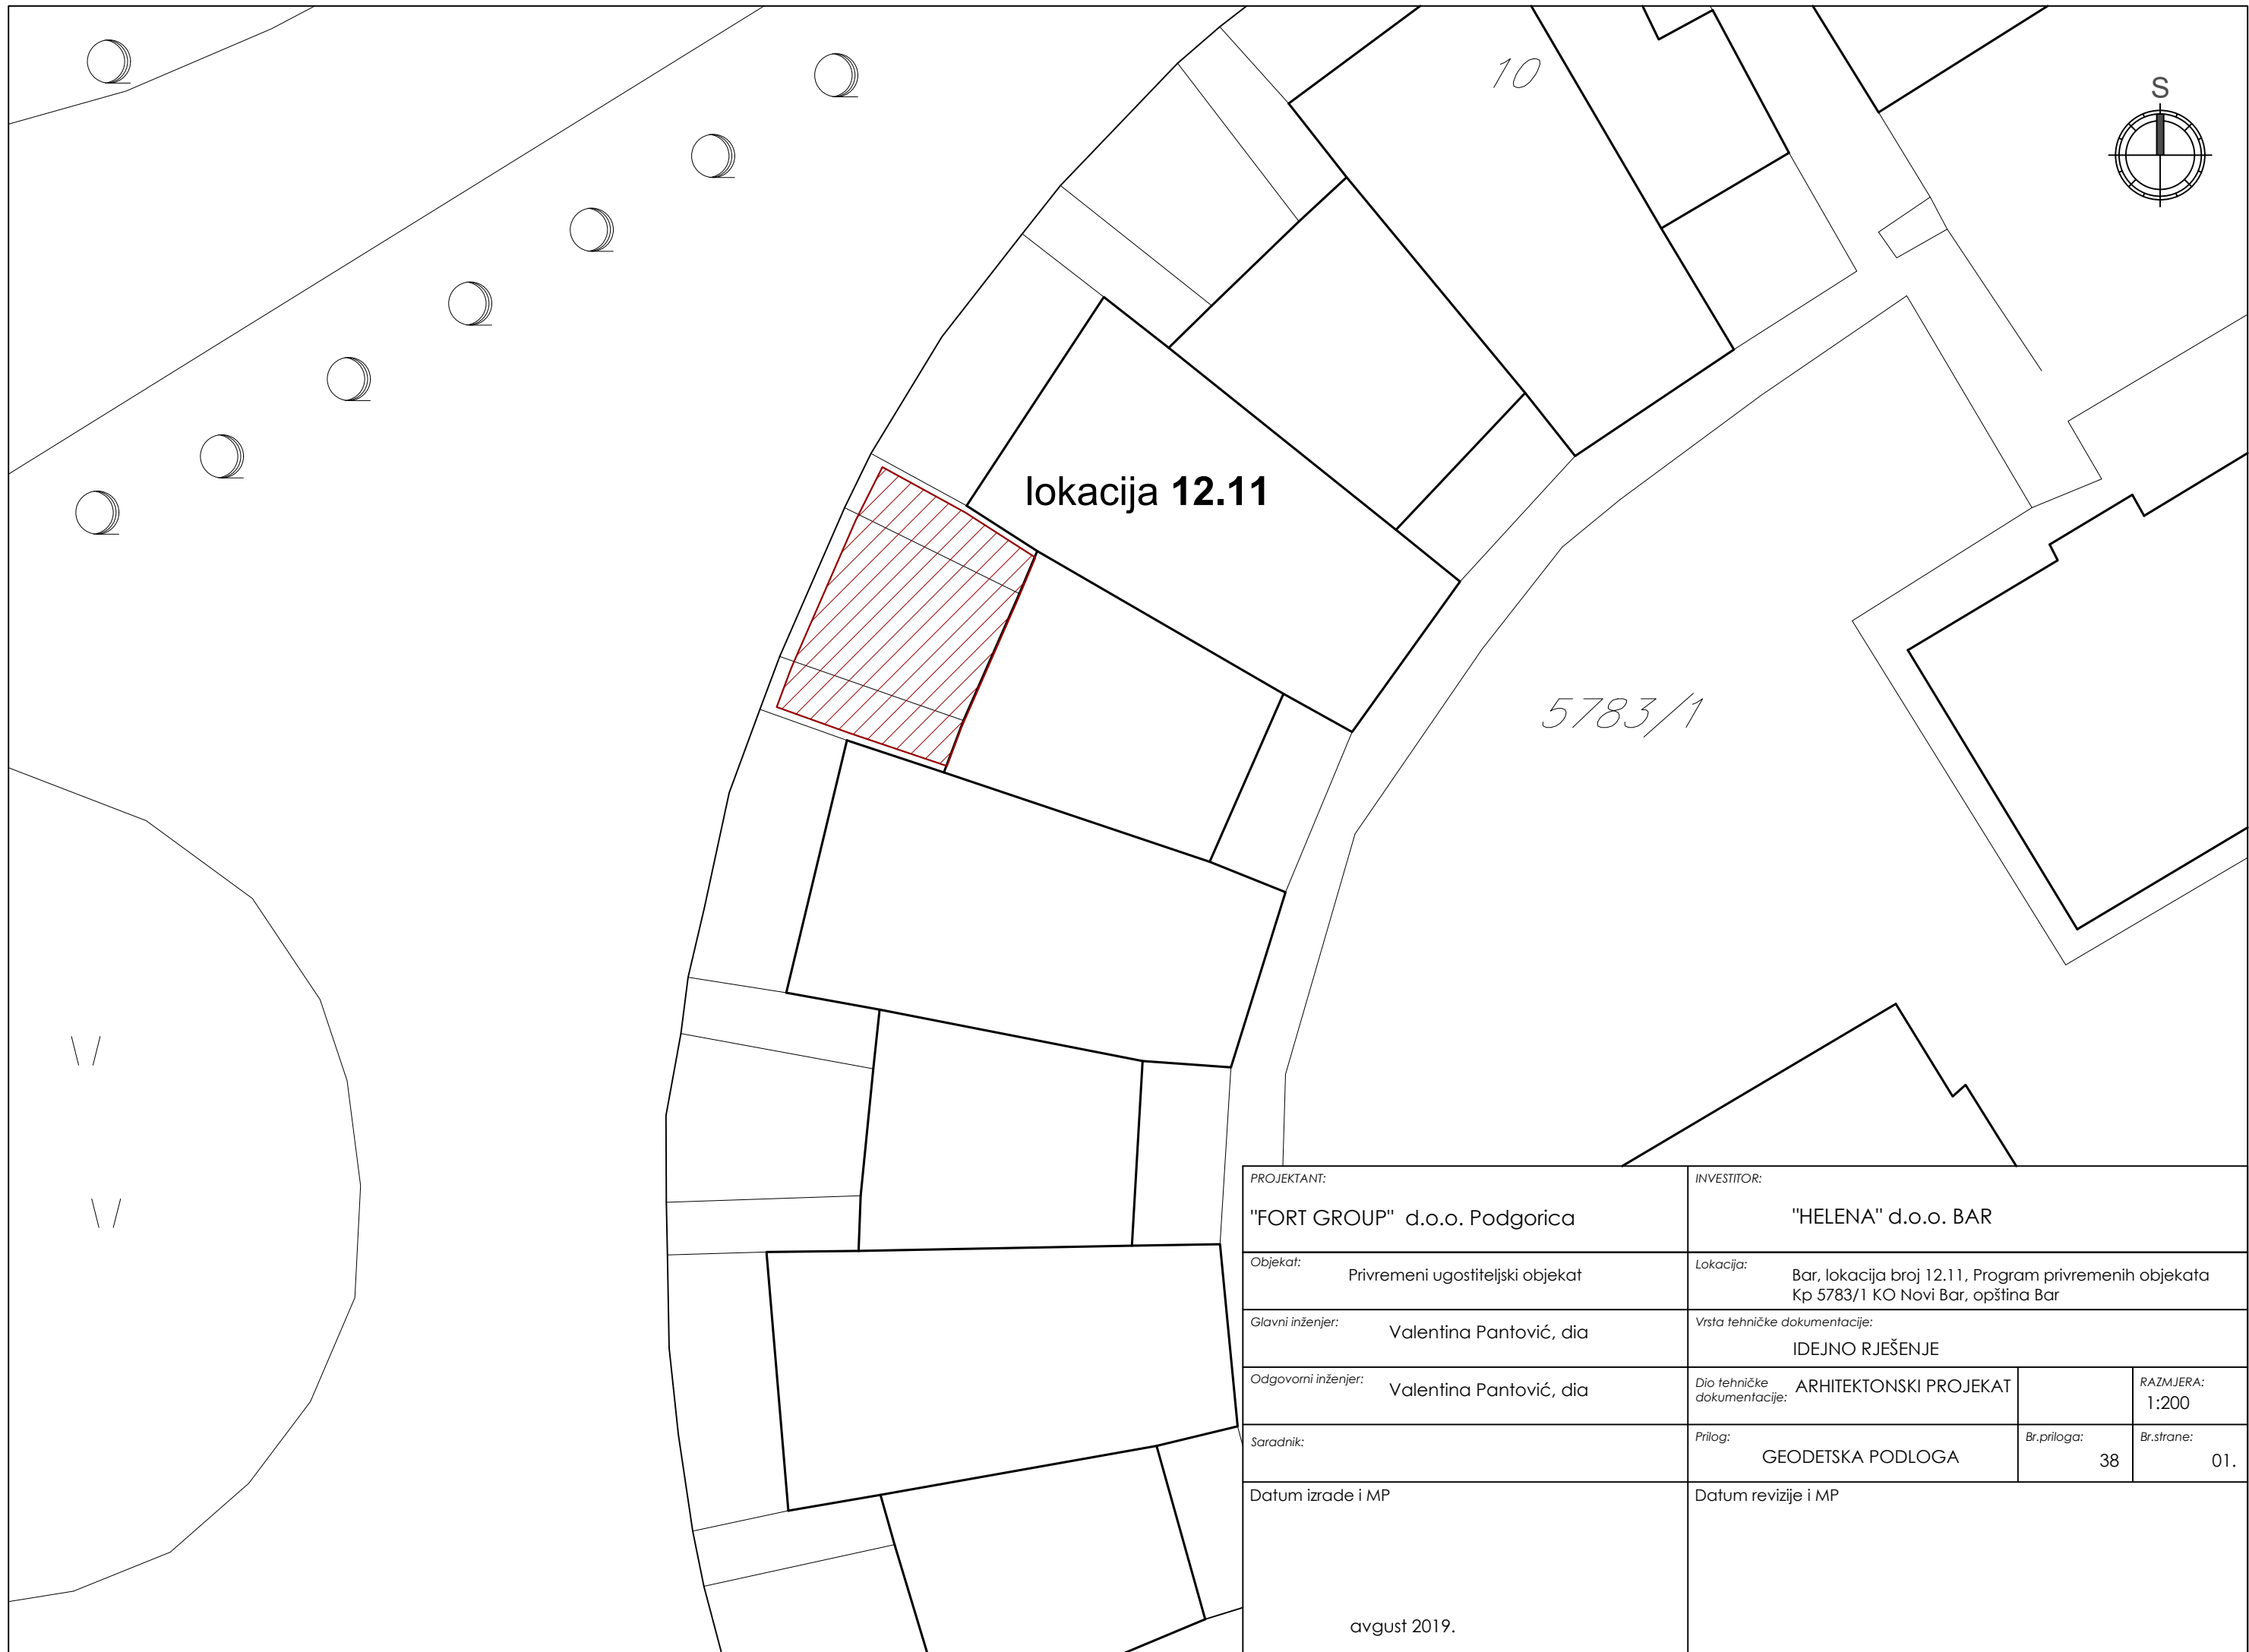 10
S
lokacija 12.11
5783/1
PROJEKTANT:
"FORT GROUP" d.o.o. Podgorica
INVESTITOR:
"HELENA" d.o.o. BAR
Objekat:
Privremeni ugostiteljski objekat
Lokacija:
Bar, lokacija broj 12.11, Program privremenih objekata
Kp 5783/1 KO Novi Bar, opština Bar
Glavni inženjer:
Valentina Pantović, dia
Vrsta tehničke dokumentacije:
IDEJNO RJEŠENJE
Odgovorni inženjer:
Valentina Pantović, dia
Dio tehničke
dokumentacije:
ARHITEKTONSKI PROJEKAT
RAZMJERA:
1:200
Saradnik:
Prilog:
GEODETSKA PODLOGA
Br.priloga:
38
Br.strane:
01.
Datum izrade i MP
avgust 2019.
Datum revizije i MP